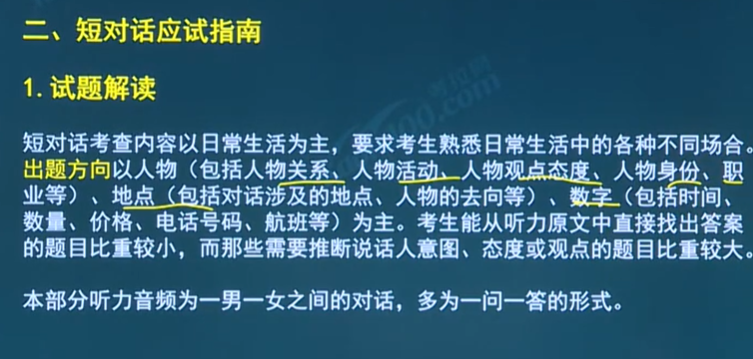 二、短对话应试指南
1.试题解读
短对话考查内容以日常生活为主，要求考生熟悉日常生活中的各种不同场合。
出题方向以人物（包括人物关系、人物活动、人物观点态度、人物身份、职
业等）、地点（包括对话涉及的地点、人物的去向等）、数字（包括时间、
数量、价格、电话号码、航班等）为主。考生能从听力原文中直接找出答案
的题目比重较小，而那些需要推断说话人意图、态度或观点的题目比重较大。
本部分听力音频为一男一女之间的对话，多为一问一答的形式。